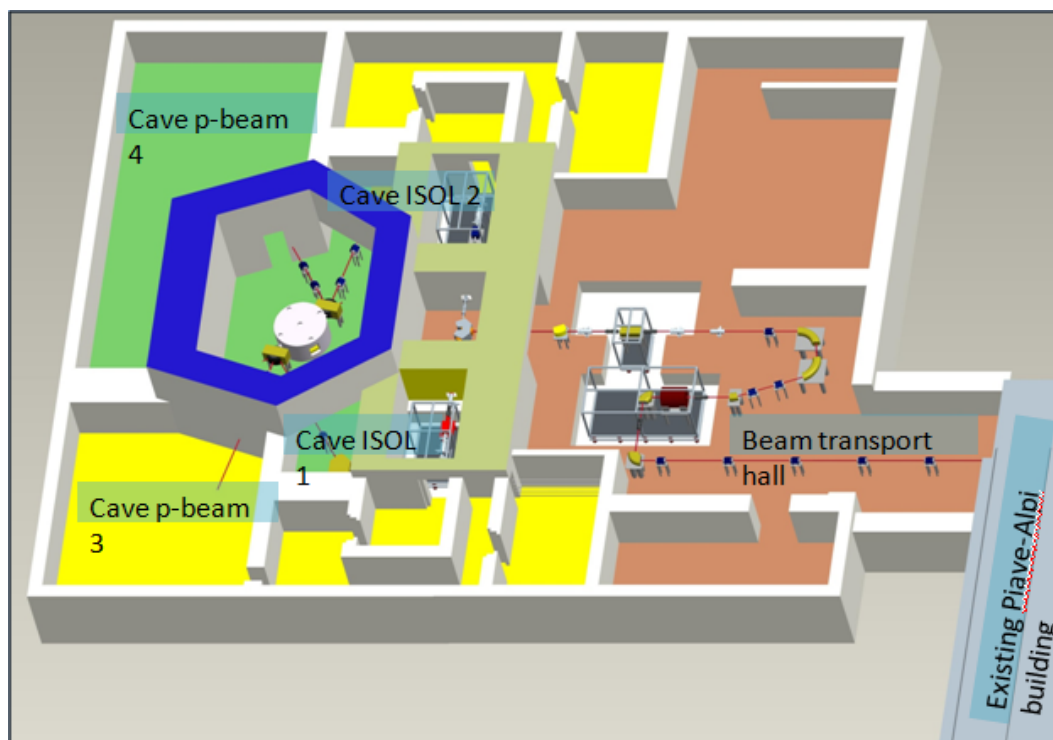 Cave p-beam
4
Cave ISOL 2
Cave ISOL
1
Beam transport
hall
Cave p-beam
3
Existing Piave-Alpi
building